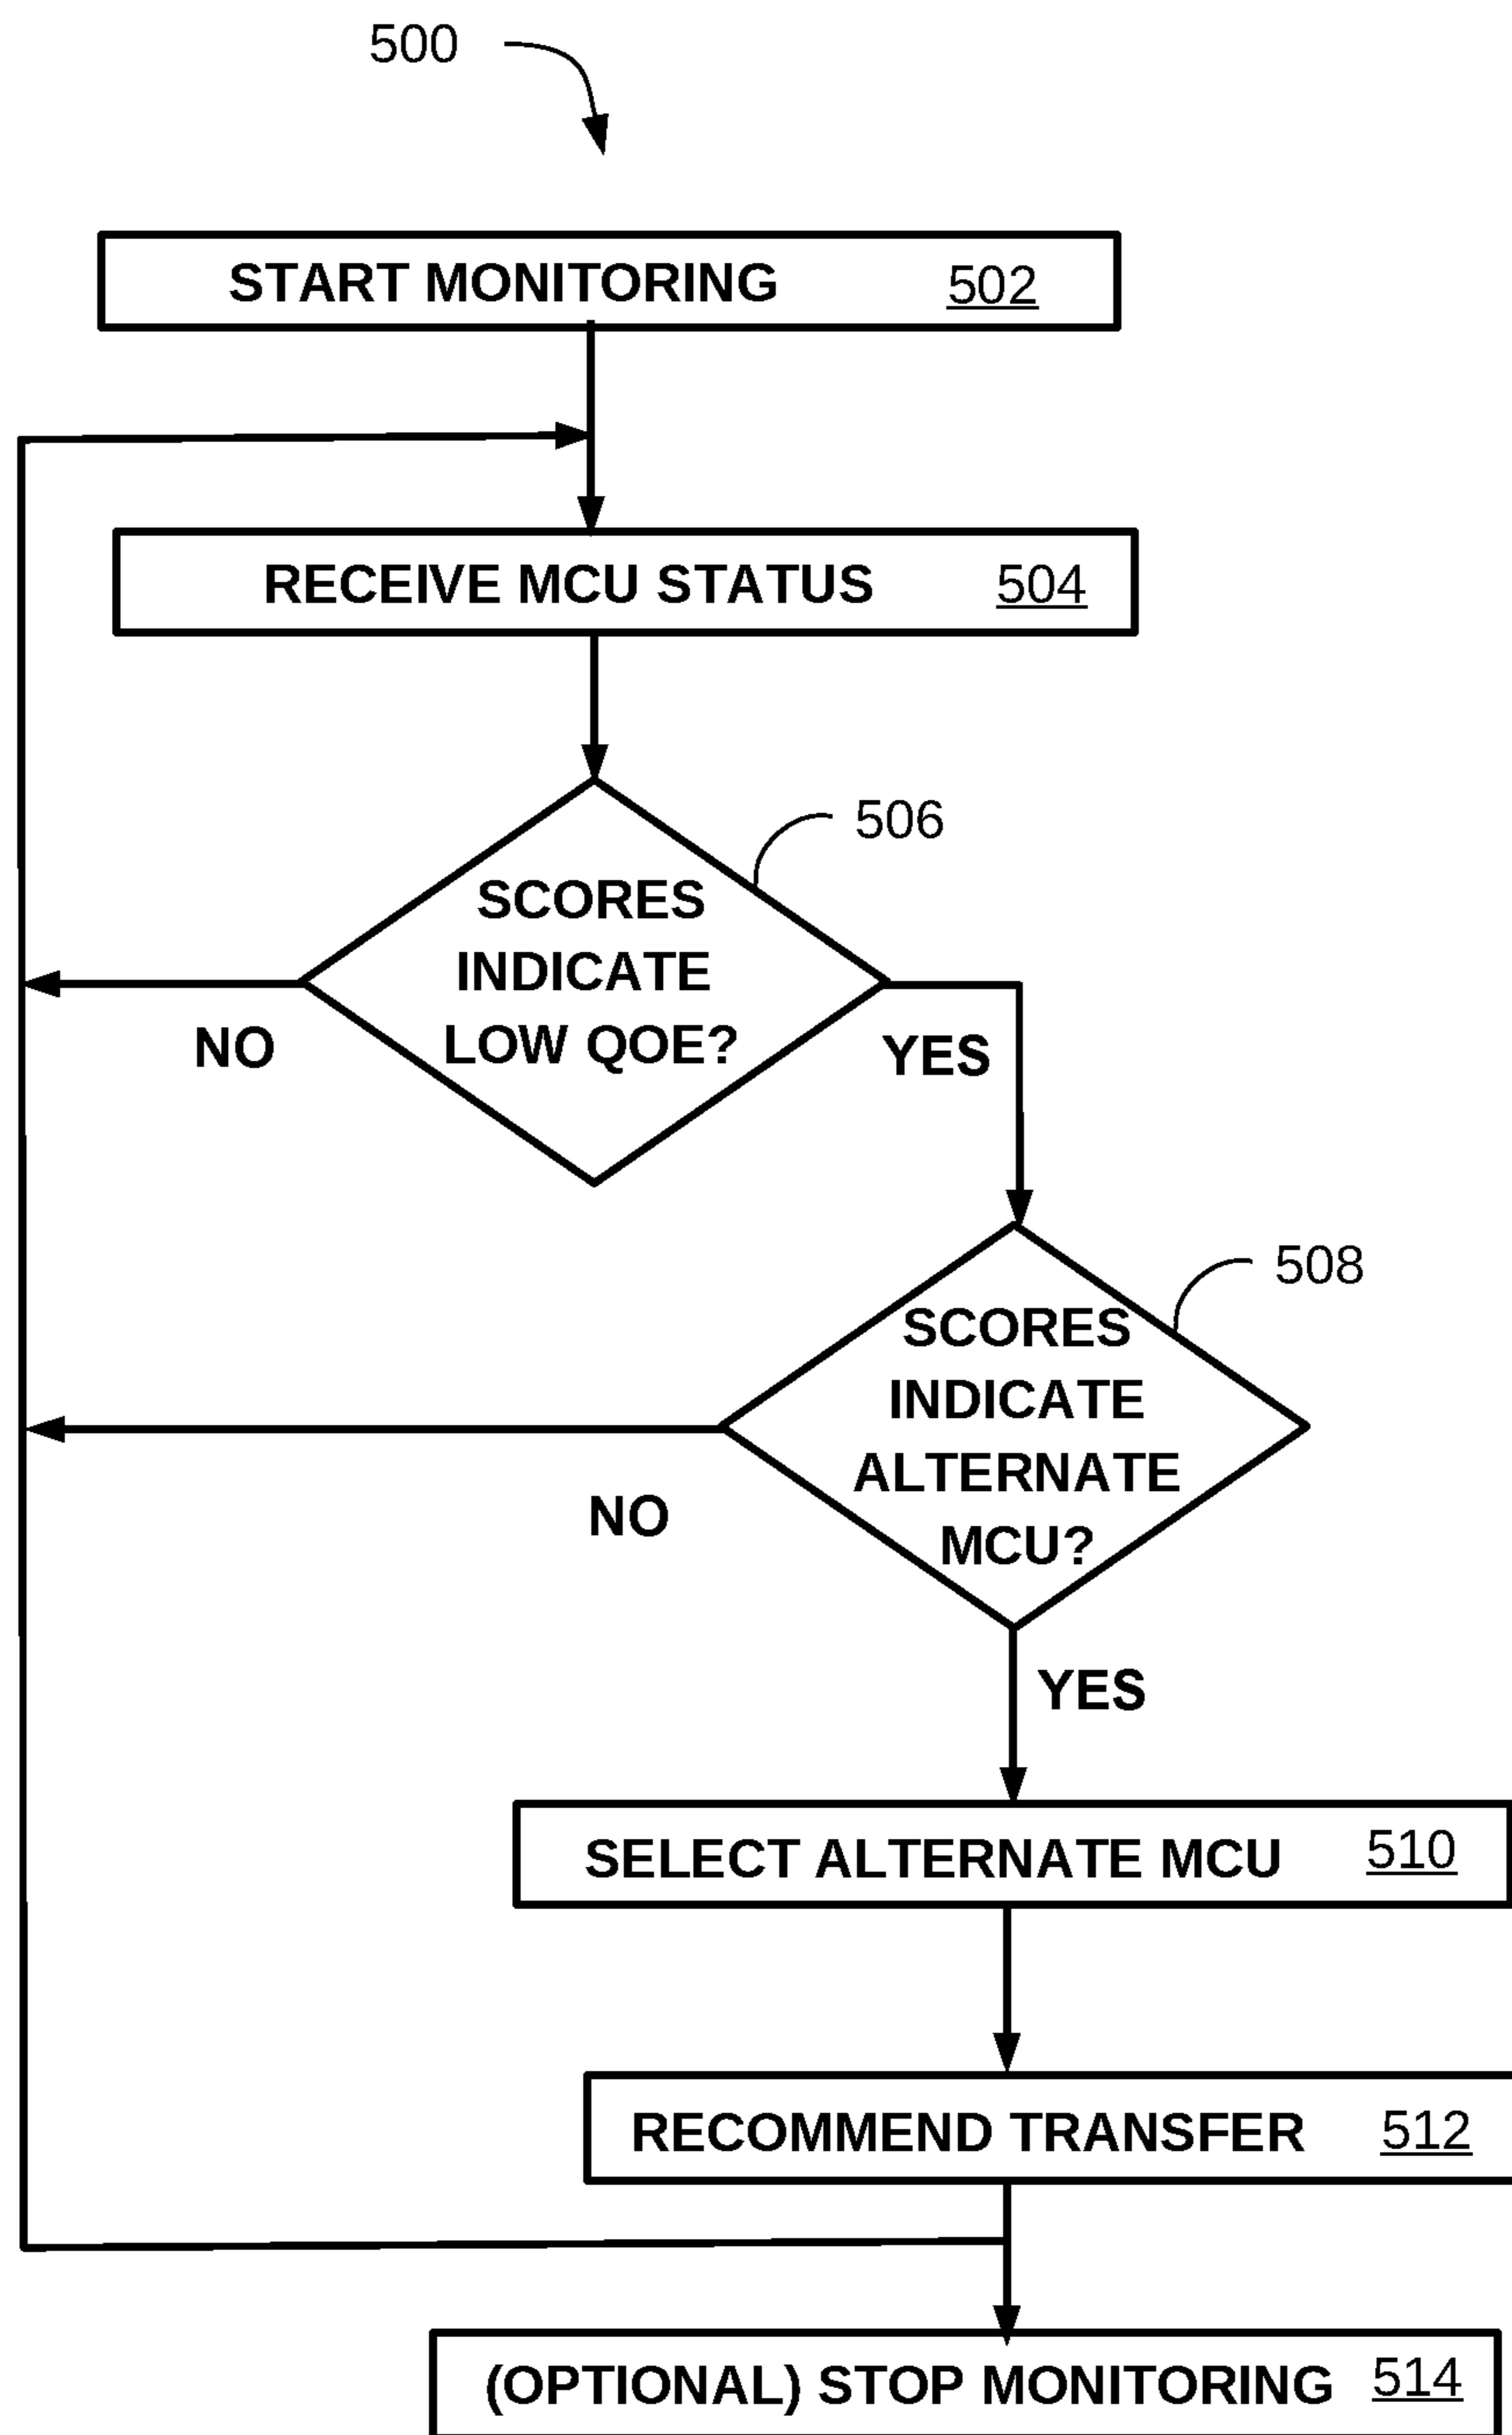 500
START MONITORING 502
RECEIVE MCU STATUS 504
506
SCORES
INDICATE
LOW QOE?
NO
YES
508
SCORES
INDICATE
ALTERNATE
MCU?
NO
YES
SELECT ALTERNATE MCU 510
RECOMMEND TRANSFER 512
(OPTIONAL) STOP MONITORING 514